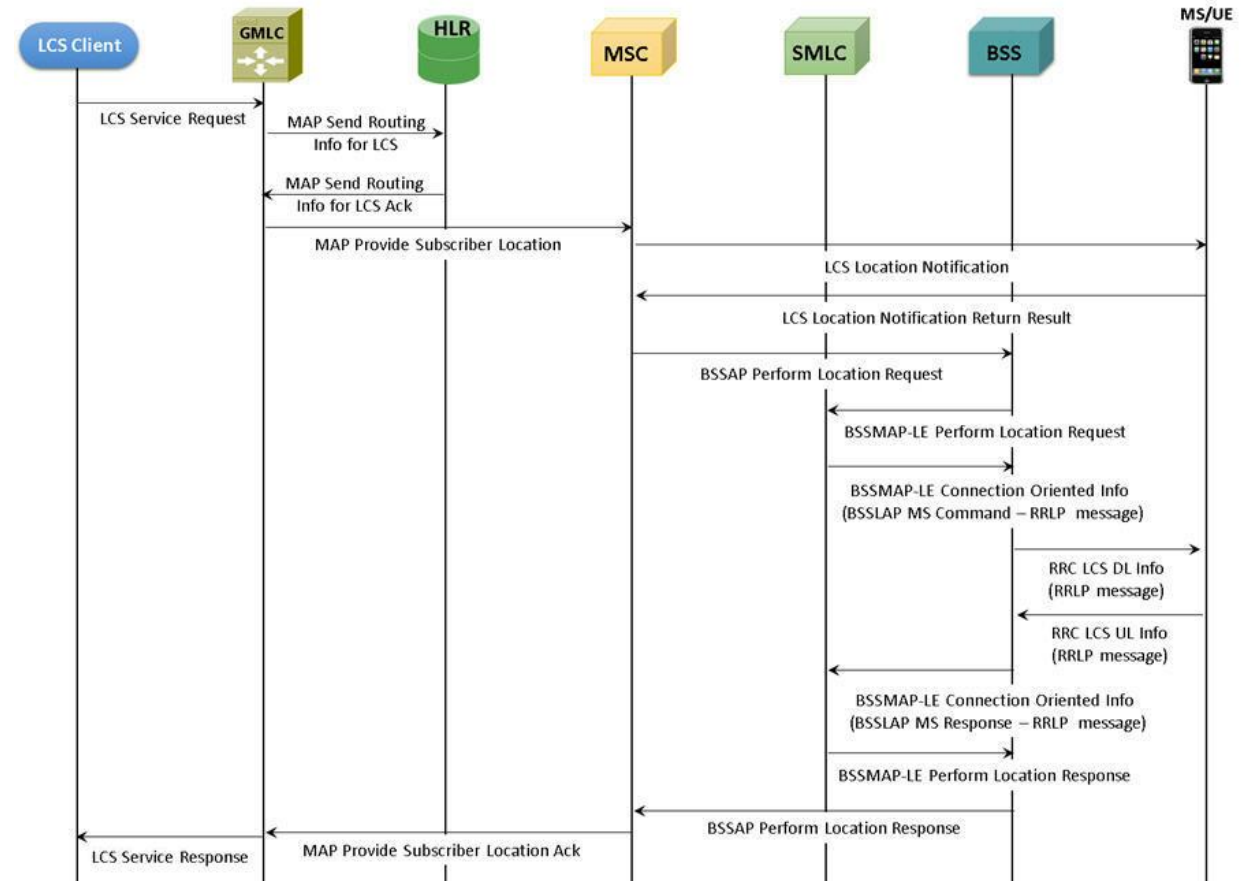 MS/UE
LCS Client
GMLC
HLR
MSC
SMLC
BSS
LCS Service Request
MAP Send Routing
Info for LCS
MAP Send Routing
Info for LCS Ack
MAP Provide Subscriber Location
LCS Location Notification
LCS Location Notification Return Result
BSSAP Perform Location Request
BSSMAP-LE Perform Location Request
BSSMAP-LE Connection Oriented Info
(BSSLAP MS Command – RRLP message)
RRC LCS DL Info
(RRLP message)
RRC LCS UL Info
(RRLP message)
BSSMAP-LE Connection Oriented Info
(BSSLAP MS Response – RRLP message)
BSSMAP-LE Perform Location Response
BSSAP Perform Location Response
MAP Provide Subscriber Location Ack
LCS Service Response